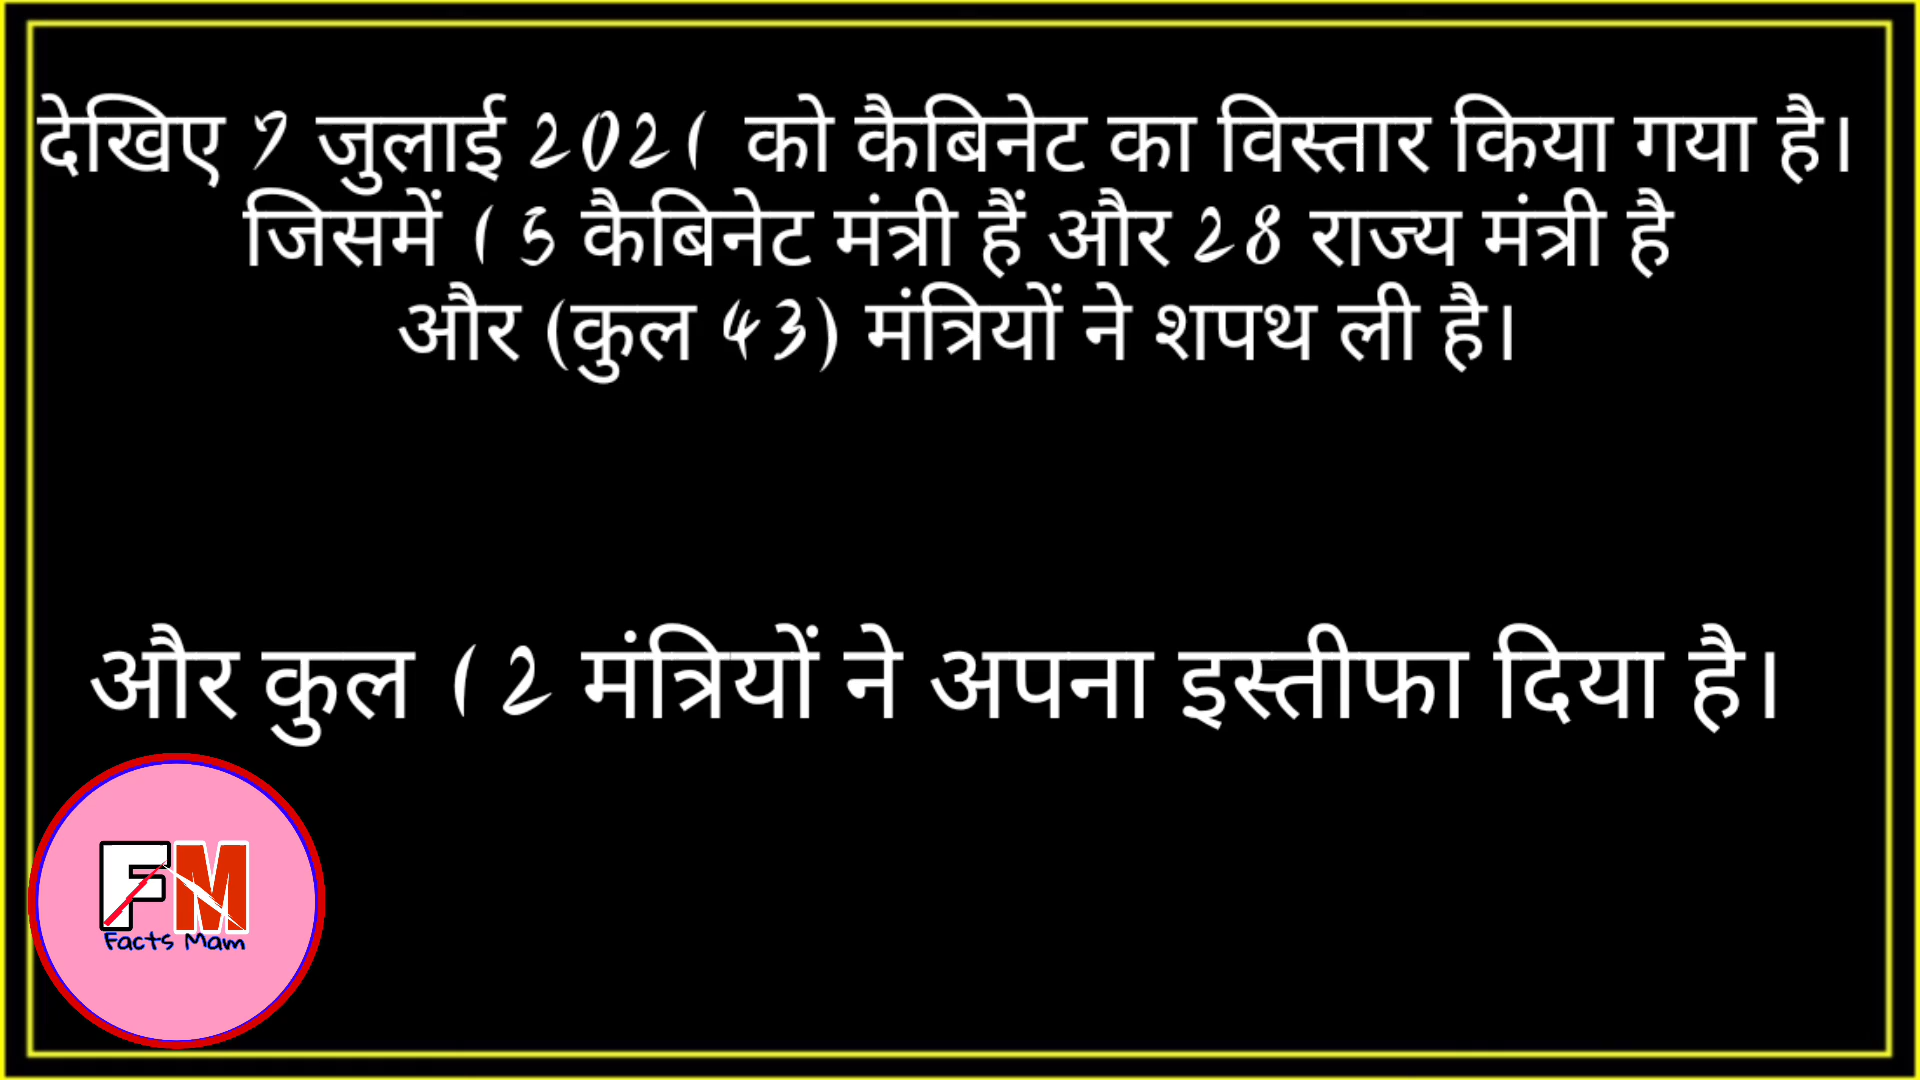 देखिए 7 जुलाई 2021 को कैबिनेट का विस्तार किया गया है।
जिसमें 15 कैबिनेट मंत्री हैं और 28 राज्य मंत्री है
और (कुल 43) मंत्रियों ने शपथ ली है।
और कुल 12 मंत्रियों ने अपना इस्तीफा दिया है।
FM
Facts Mam